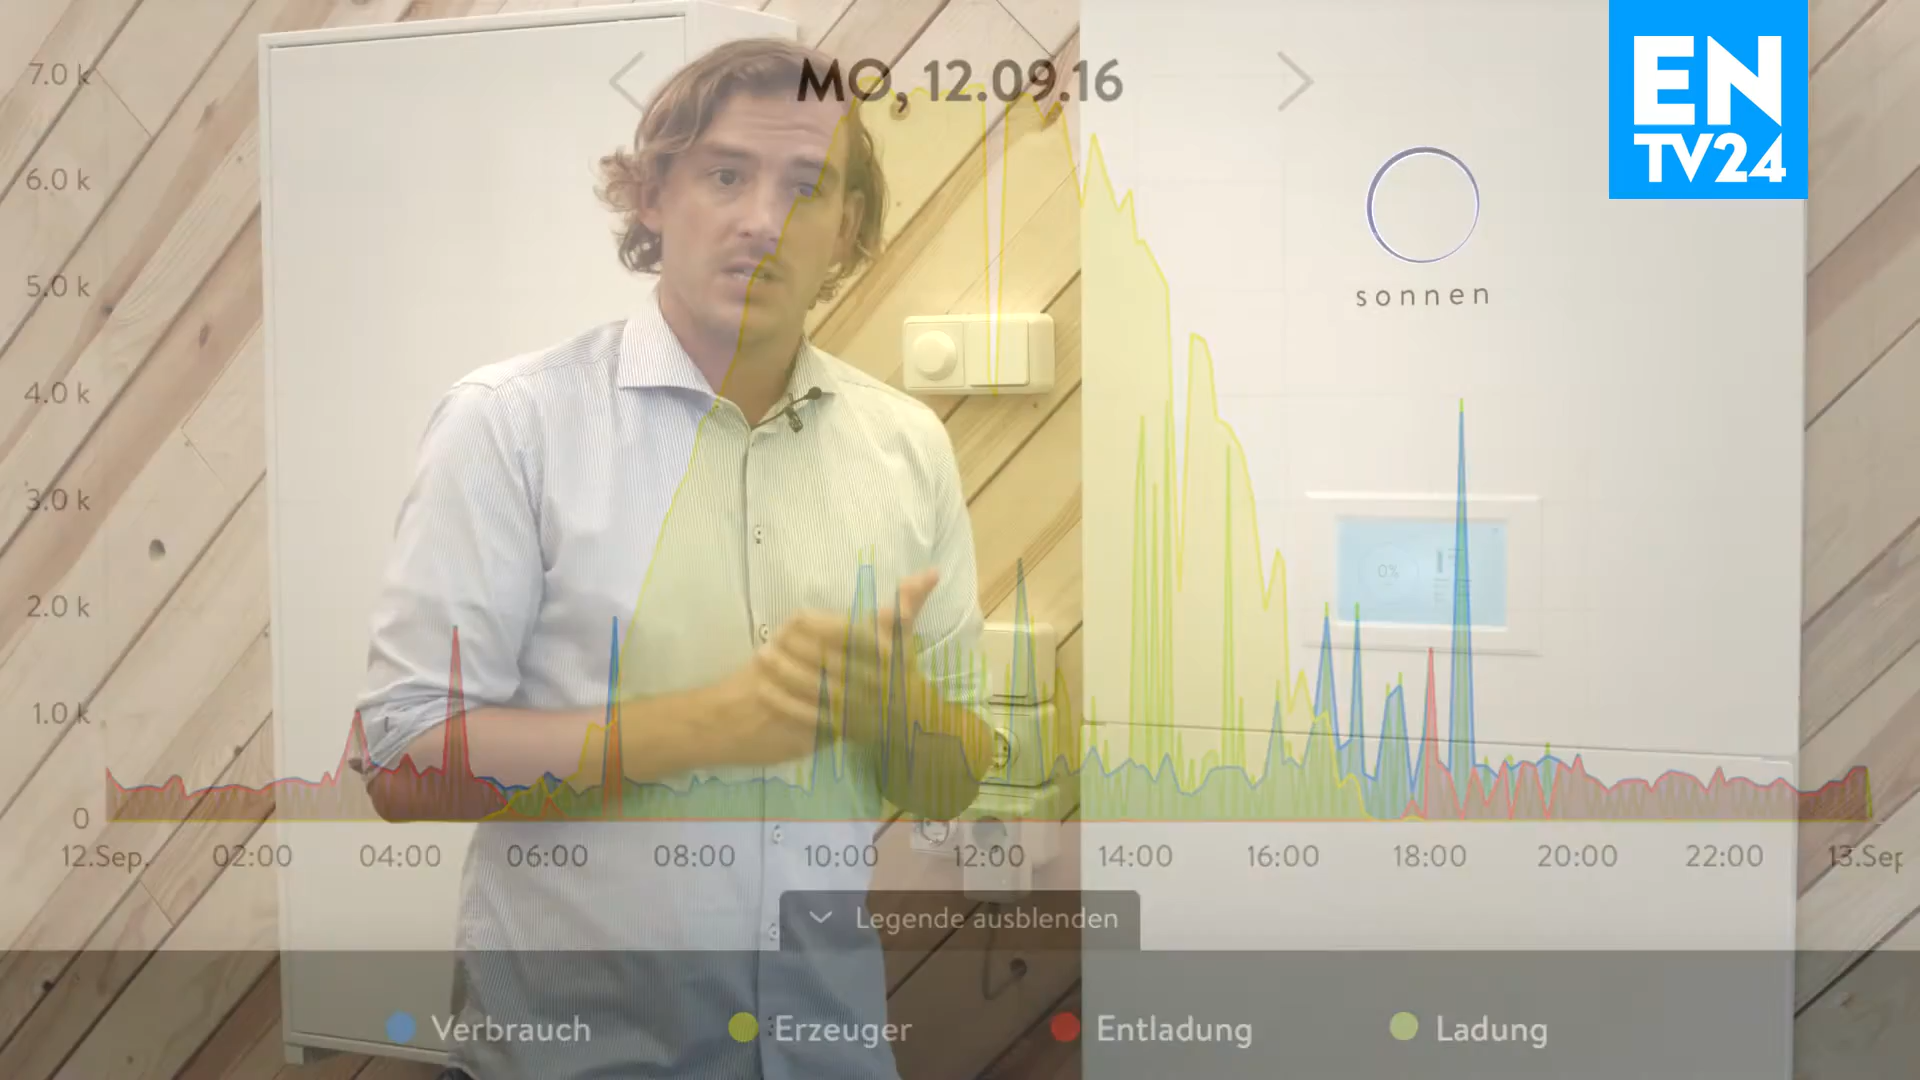 MO, 12.09.16
EN
TV24
sonnen
7.0 k
6.0 k
5.0 k
4.0 k
3.0 k
2.0 k
1.0 k
0
0%
12.Sep.
02:00
04:00
06:00
08:00
10:00
12:00
14:00
16:00
18:00
20:00
22:00
13.Sep
Legende ausblenden
Verbrauch
Erzeuger
Entladung
Ladung